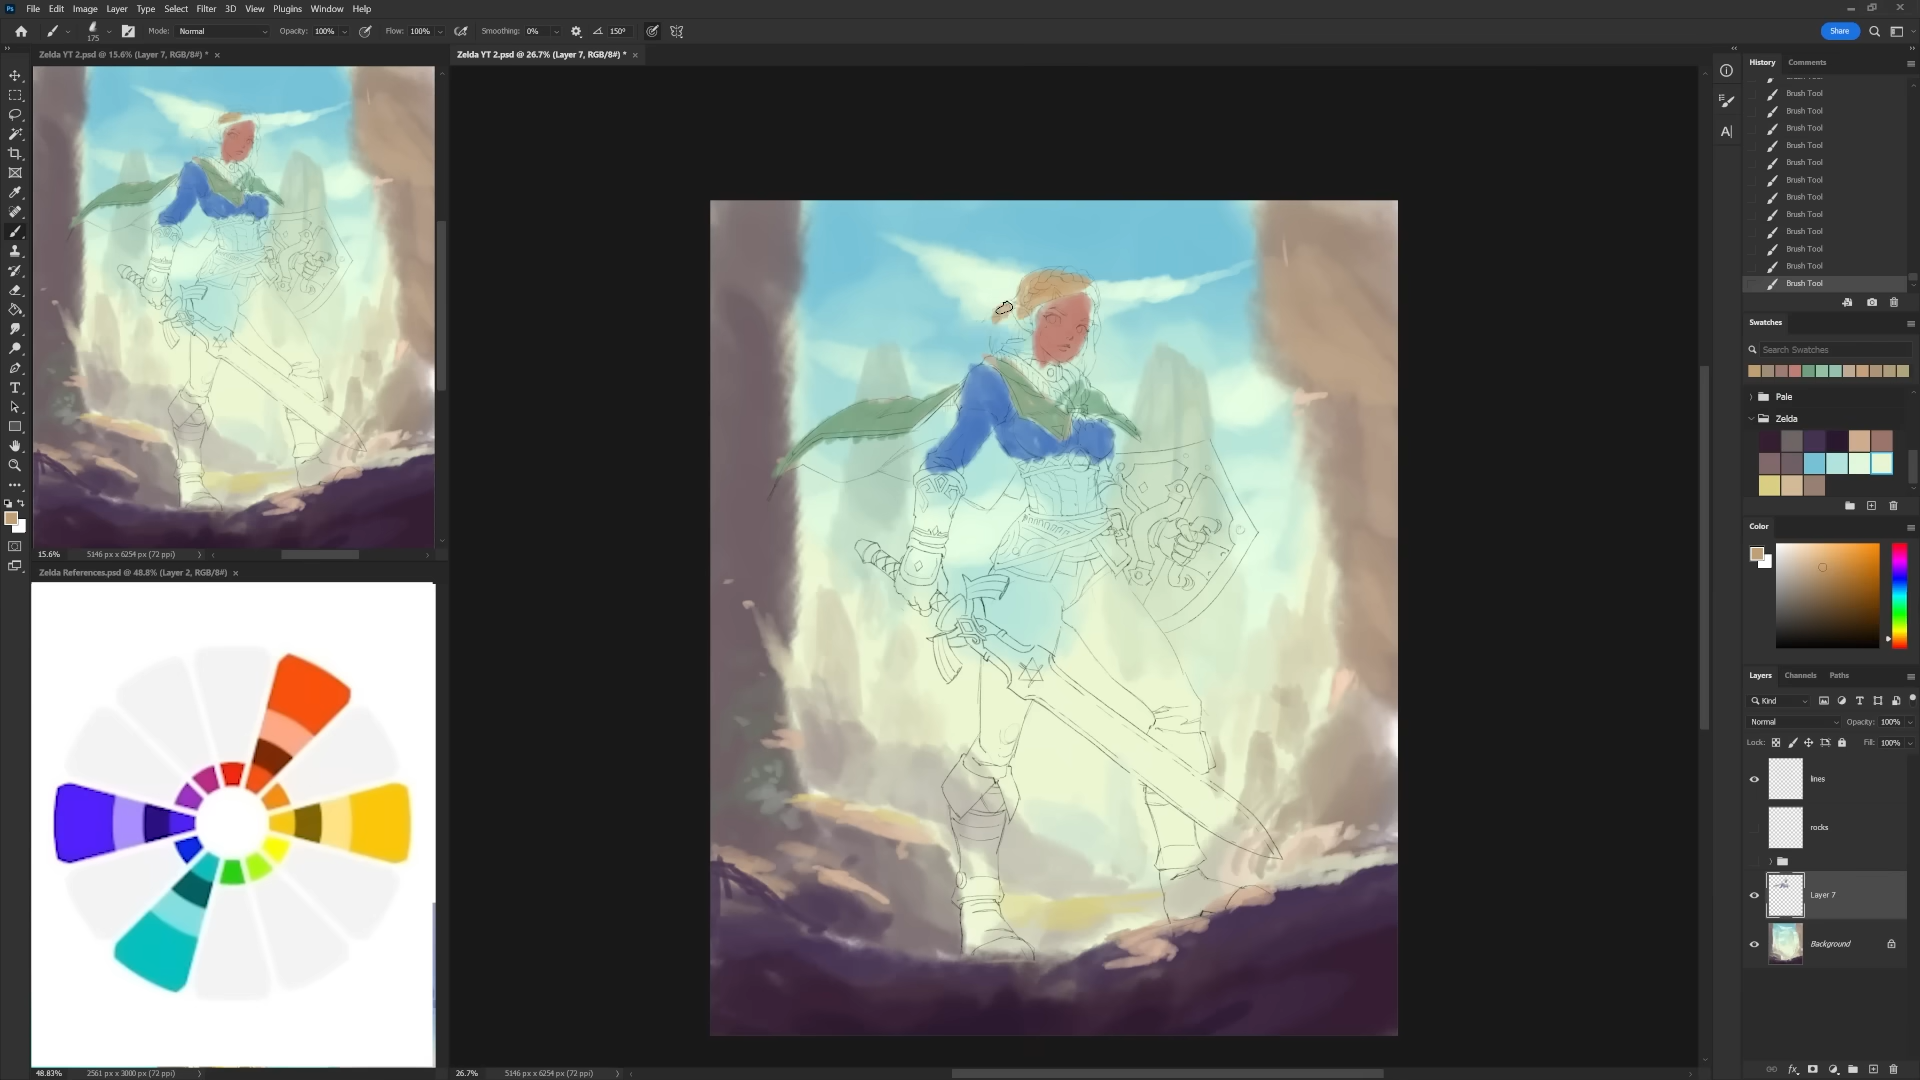 Ps File Edit Image Layer Type Select Filter 3D View Plugins Window Help
175 Mode: Normal Opacity: 100% Flow: 100% Smoothing: 0% 150° Share
Zelda YT 2.psd @ 15.6% (Layer 7, RGB/8#) * ×
Zelda YT 2.psd @ 26.7% (Layer 7, RGB/8#) * ×
History Comments
Brush Tool
Brush Tool
Brush Tool
Brush Tool
Brush Tool
Brush Tool
Brush Tool
Brush Tool
Brush Tool
Brush Tool
Brush Tool
Brush Tool
Swatches
Search Swatches
Pale
Zelda
Color
Layers Channels Paths
Kind
Normal Opacity: 100%
Lock: Fill: 100%
lines
rocks
Layer 7
Background
15.6% 5146 px x 6254 px (72 ppi)
Zelda References.psd @ 48.8% (Layer 2, RGB/8#) ×
48.83% 2561 px x 3000 px (72 ppi)
26.7% 5146 px x 6254 px (72 ppi)